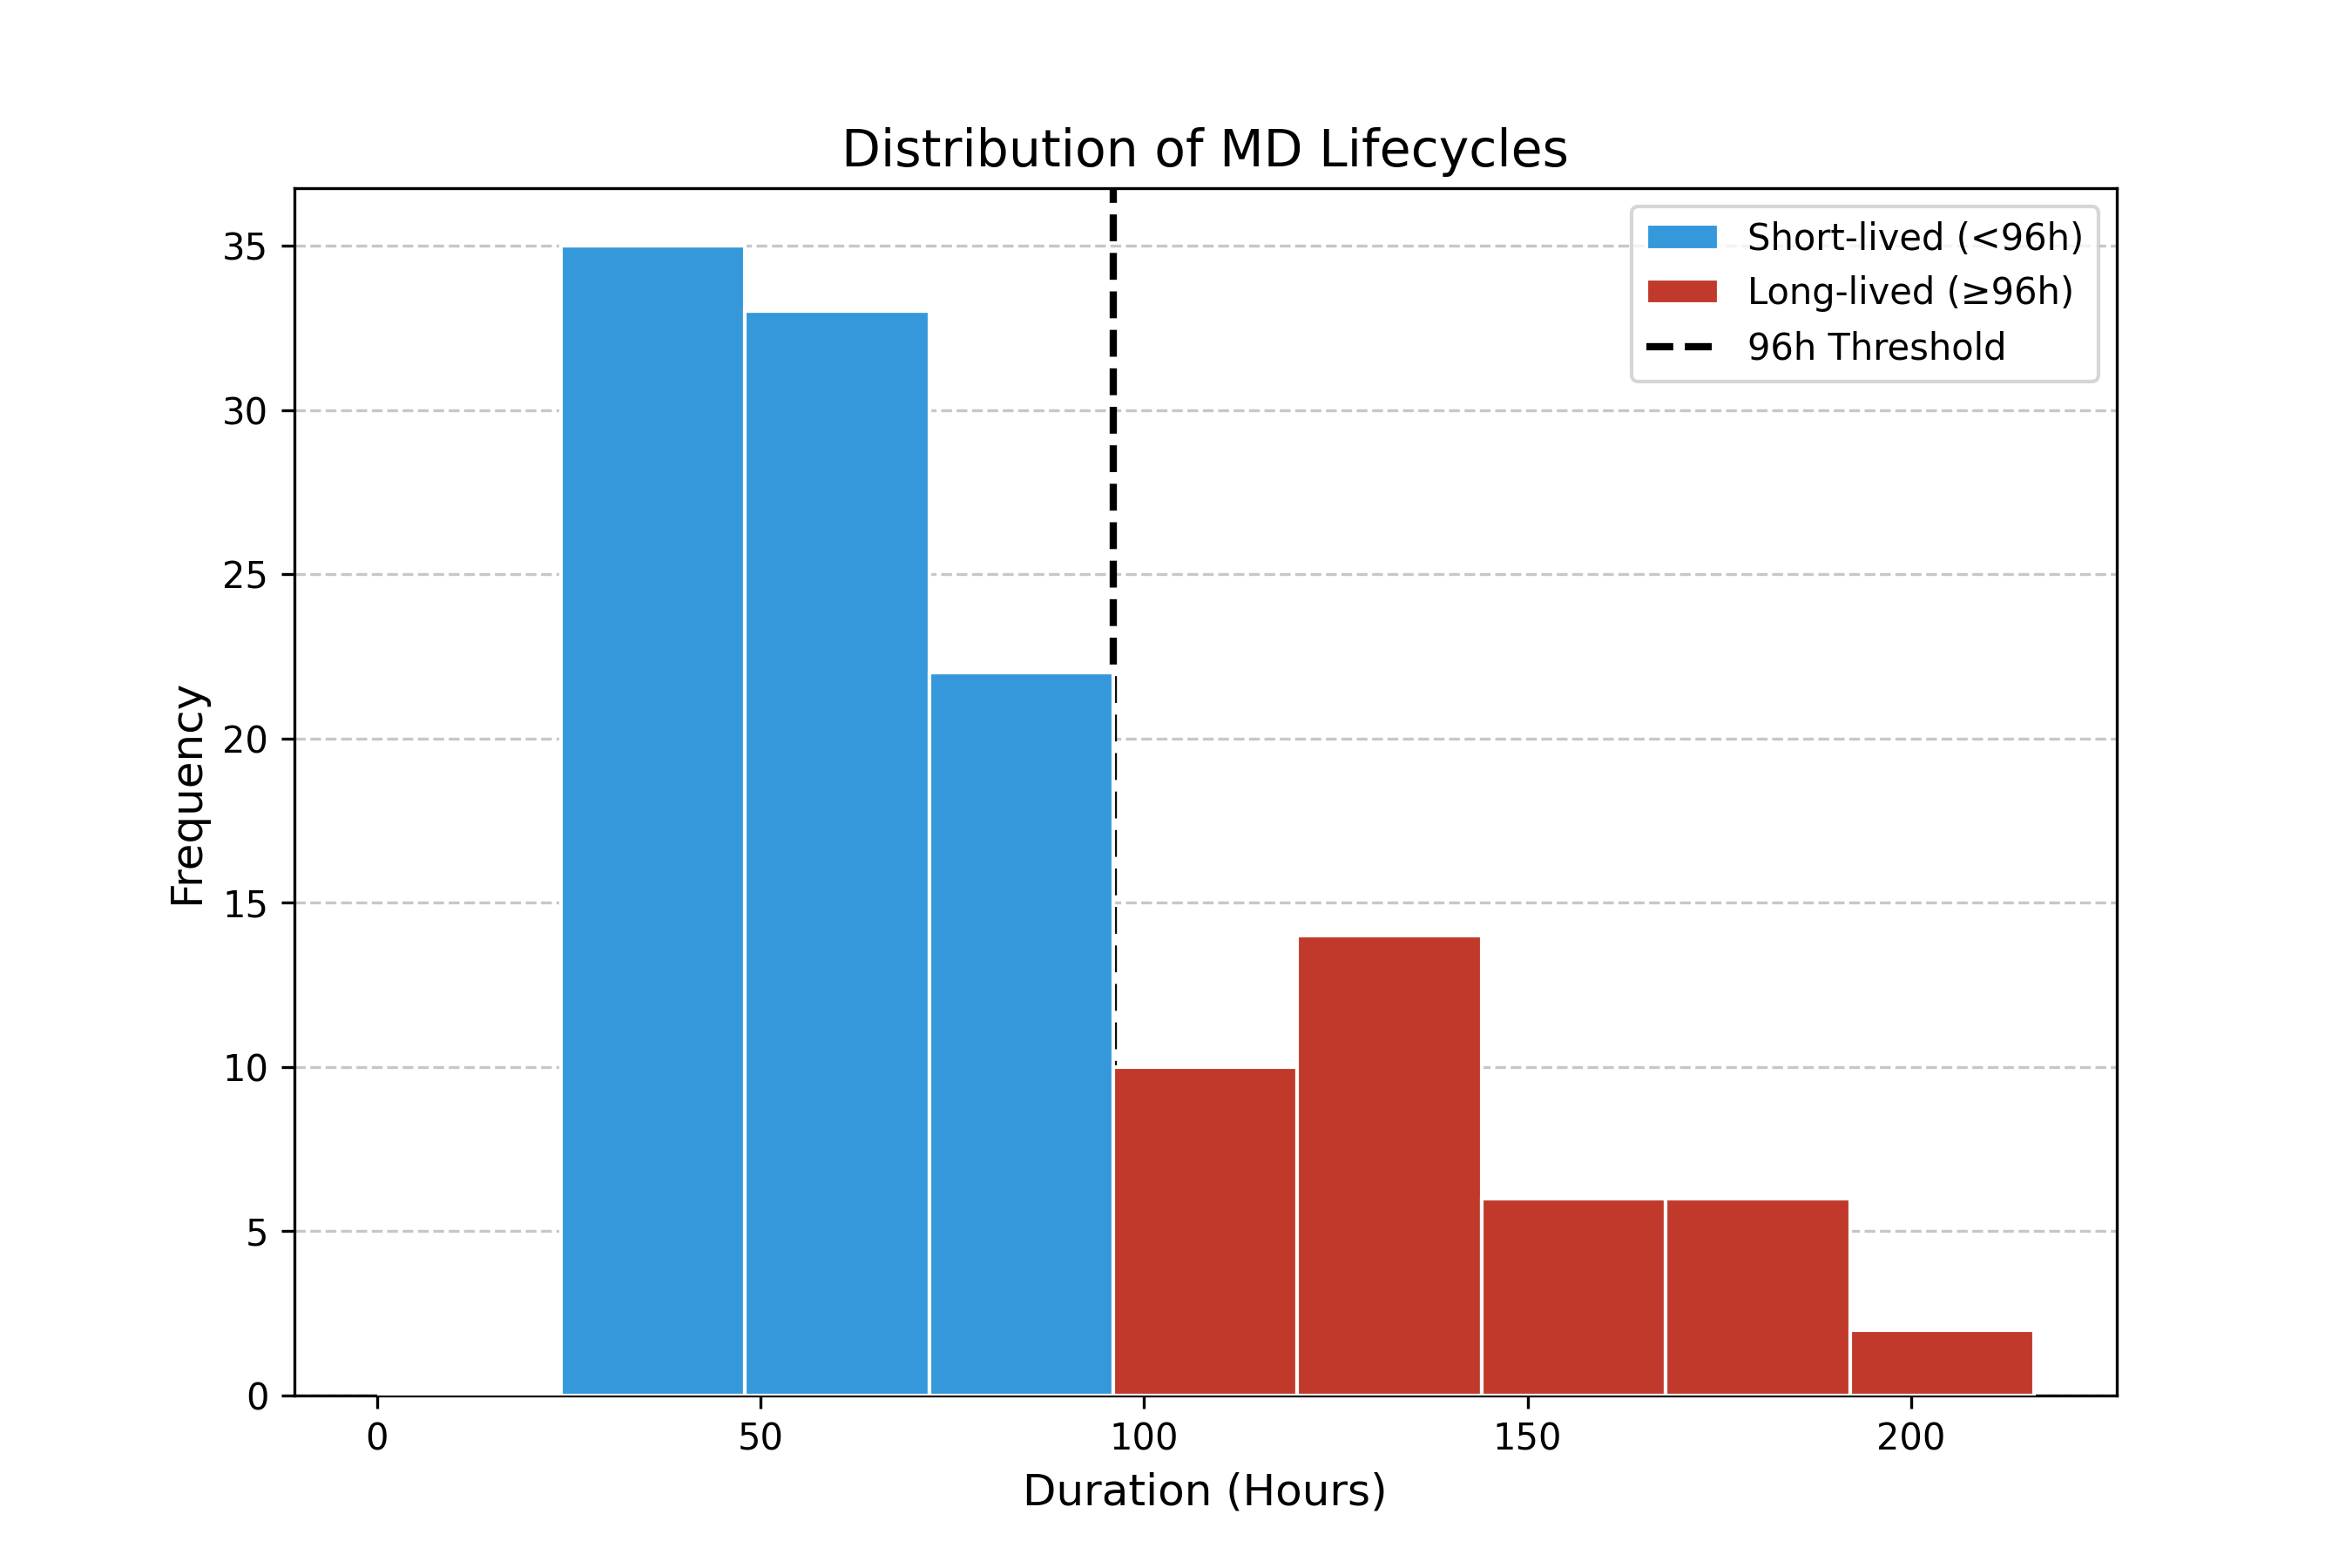 Distribution of MD Lifecycles
Short-lived (<96h)
Long-lived (≥96h)
96h Threshold
Frequency
35
30
25
20
15
10
5
0
0 50 100 150 200
Duration (Hours)